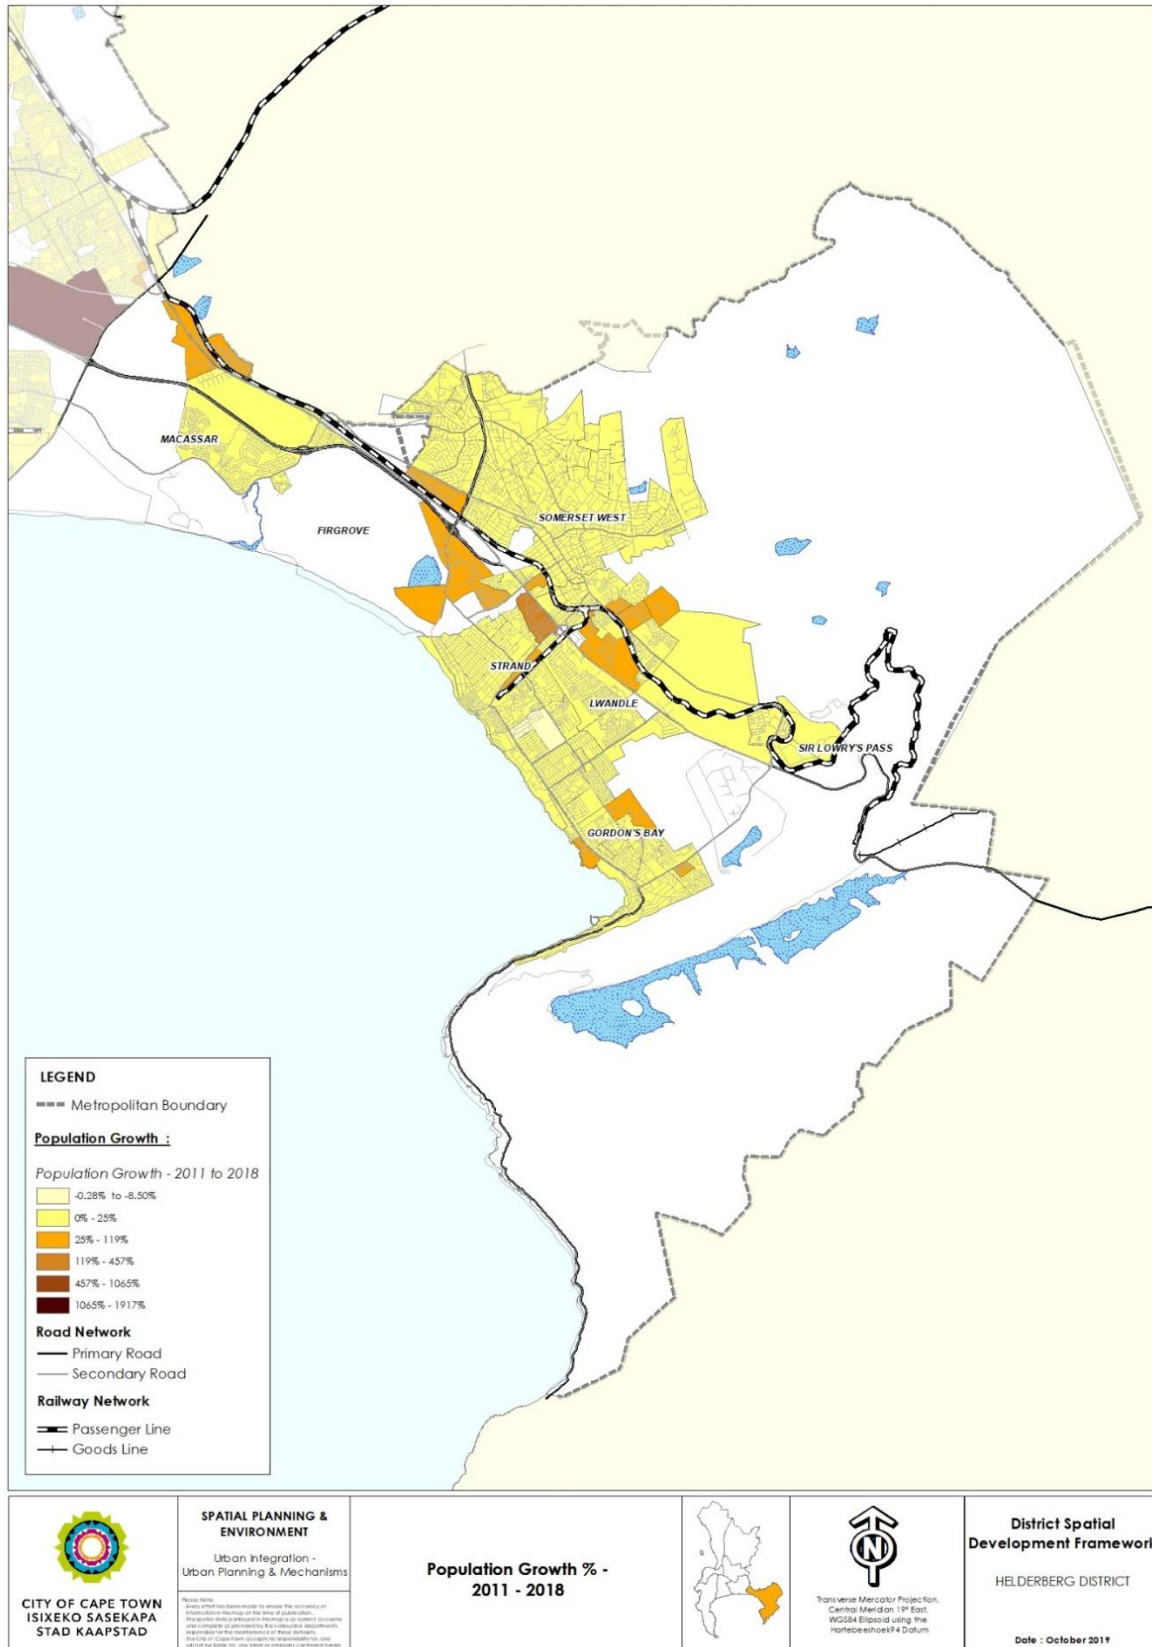 MACASSAR
FIRGROVE
SOMERSET WEST
STRAND
LWANDLE
SIR LOWRY'S PASS
GORDON'S BAY
LEGEND
Metropolitan Boundary
Population Growth :
Population Growth - 2011 to 2018
-0.28% to -8.50%
0% - 25%
25% - 119%
119% - 457%
457% - 1065%
1065% - 1917%
Road Network
Primary Road
Secondary Road
Railway Network
Passenger Line
Goods Line
CITY OF CAPE TOWN
ISIXEKO SASEKAPA
STAD KAAPSTAD
SPATIAL PLANNING &
ENVIRONMENT
Urban Integration -
Urban Planning & Mechanisms
Please Note:
Population Growth % -
2011 - 2018
N
Transverse Mercator Projection,
Central Meridian 19º East,
WGS84 Ellipsoid using the
Hartebeeshoek94 Datum
District Spatial
Development Framework
HELDERBERG DISTRICT
Date : October 2019